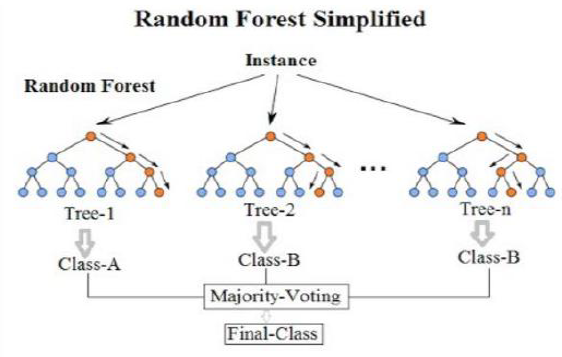 Random Forest Simplified
Instance
Random Forest
...
Tree-1
Tree-2
Tree-n
Class-A
Class-B
Class-B
Majority-Voting
Final-Class